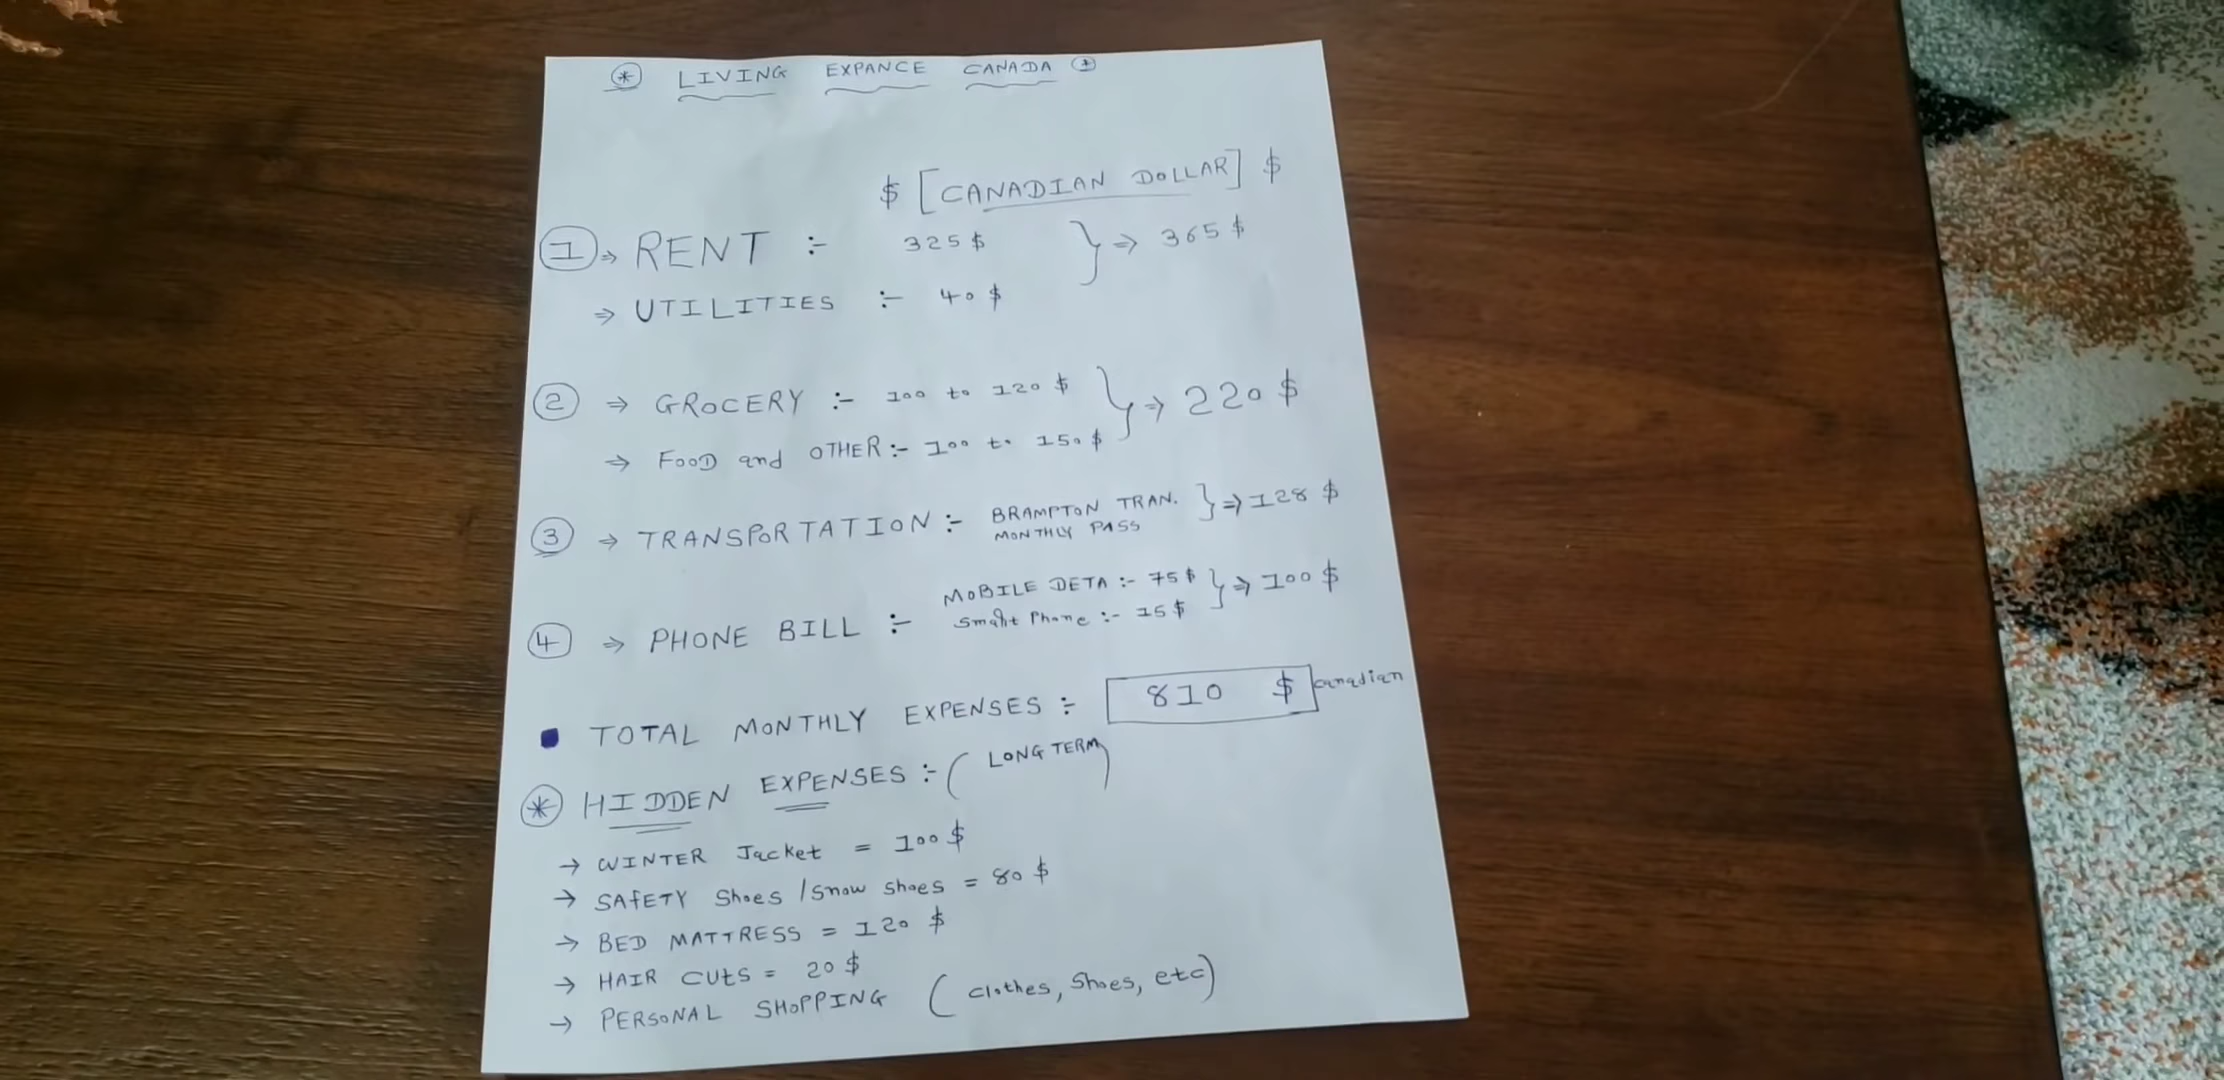 * LIVING EXPANCE CANADA *
$ [CANADIAN DOLLAR] $
1 ⇒ RENT :- 325$ } ⇒ 365$
⇒ UTILITIES :- 40$
2 ⇒ GROCERY :- 100 to 120 $ } ⇒ 220$
⇒ FOOD and OTHER :- 100 to 150$
3 ⇒ TRANSPORTATION :- BRAMPTON TRAN. } ⇒ 128 $
MONTHLY PASS
MOBILE DETA :- 75$ } ⇒ 100 $
4 ⇒ PHONE BILL :- Smart Phone :- 15$
TOTAL MONTHLY EXPENSES :- 810 $ canadian
* HIDDEN EXPENSES :- (LONG TERM)
→ WINTER Jacket = 100 $
→ SAfETY Shoes / Snow shoes = 80 $
→ BED MATTRESS = 120 $
→ HAIR CUtS = 20 $
→ PERSONAL SHOPPING (clothes, Shoes, etc)